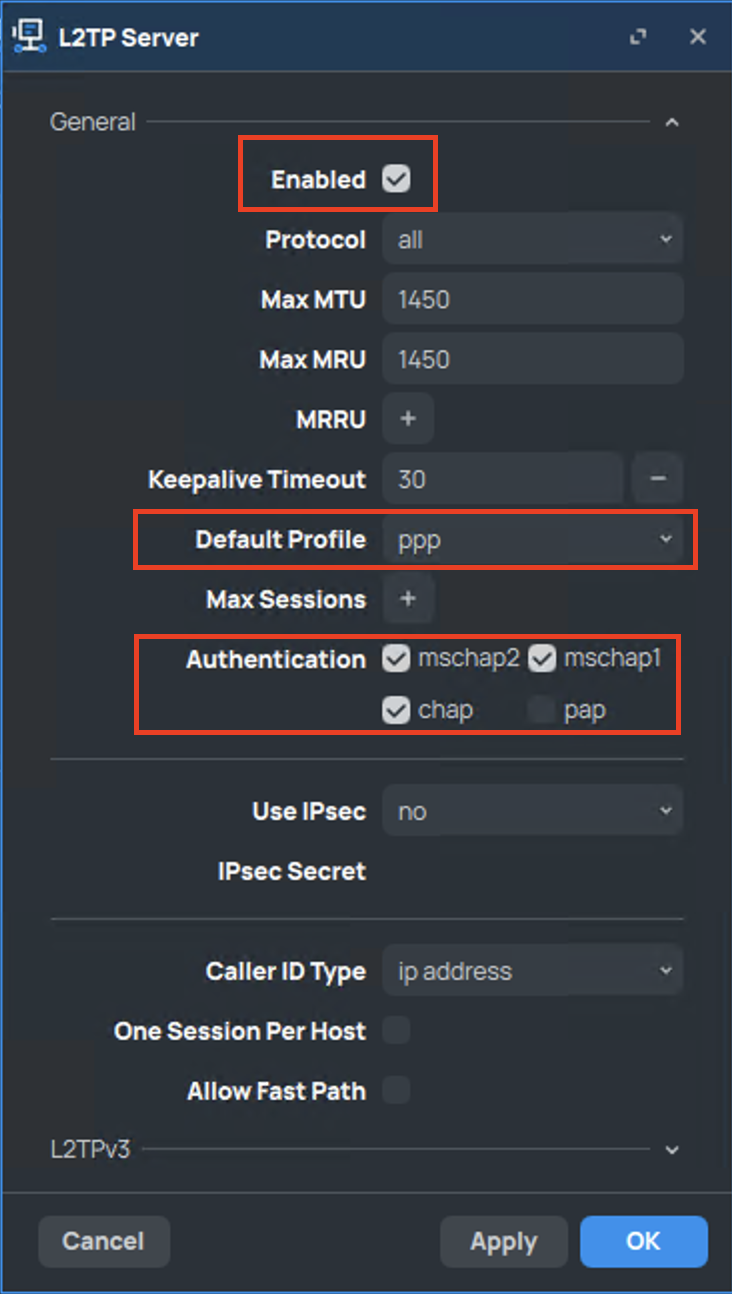 L2TP Server
General
Enabled
Protocol all
Max MTU 1450
Max MRU 1450
MRRU +
Keepalive Timeout 30 −
Default Profile ppp
Max Sessions +
Authentication mschap2 mschap1
chap pap
Use IPsec no
IPsec Secret
Caller ID Type ip address
One Session Per Host
Allow Fast Path
L2TPv3
Cancel Apply OK